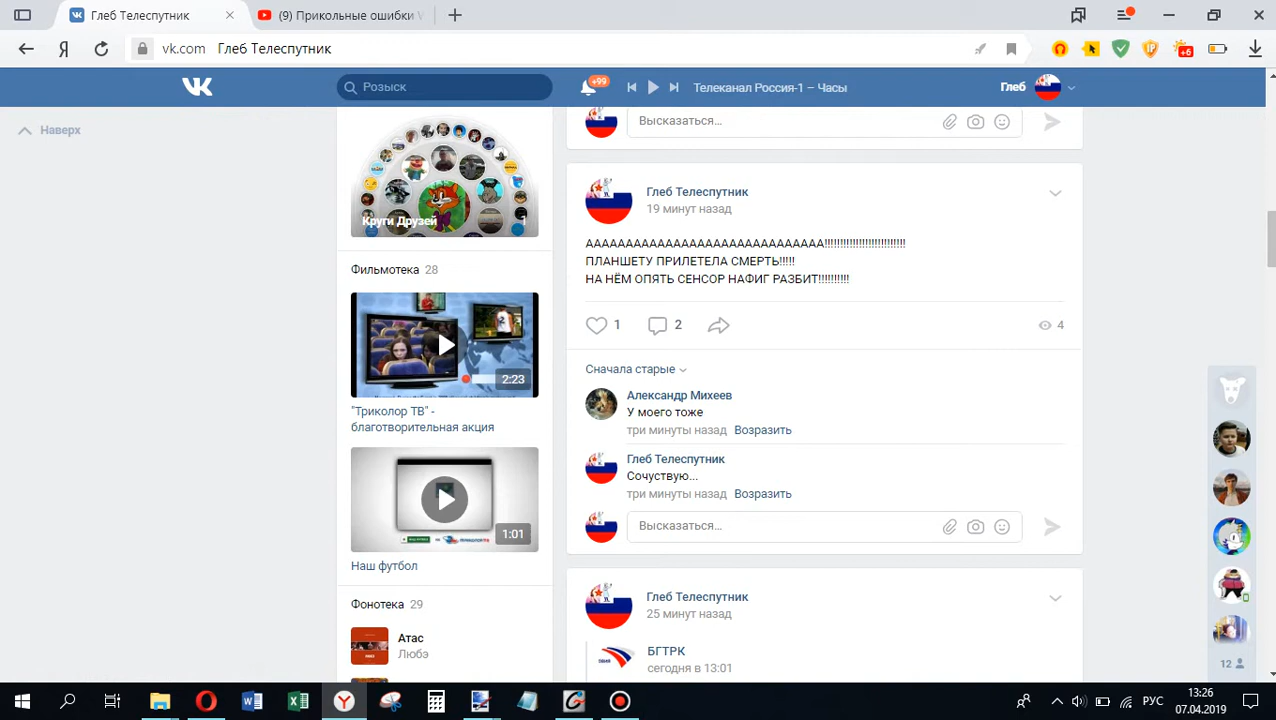 Глеб Телеспутник
(9) Прикольные ошибки
vk.com Глеб Телеспутник
+6
Розыск
+99
Телеканал Россия-1 – Часы
Глеб
Наверх
Высказаться...
Круги Друзей 1
Фильмотека 28
2:23
"Триколор ТВ" -
благотворительная акция
1:01
Наш футбол
Фонотека 29
Атас
Любэ
Глеб Телеспутник
19 минут назад
АААААААААААААААААААААААААААААА!!!!!!!!!!!!!!!!!!!!!!!!!!
ПЛАНШЕТУ ПРИЛЕТЕЛА СМЕРТЬ!!!!!
НА НЁМ ОПЯТЬ СЕНСОР НАФИГ РАЗБИТ!!!!!!!!!!
1 2 4
Сначала старые
Александр Михеев
У моего тоже
три минуты назад Возразить
Глеб Телеспутник
Сочуствую...
три минуты назад Возразить
Высказаться...
Глеб Телеспутник
25 минут назад
БГТРК
сегодня в 13:01
12
РУС
13:26
07.04.2019